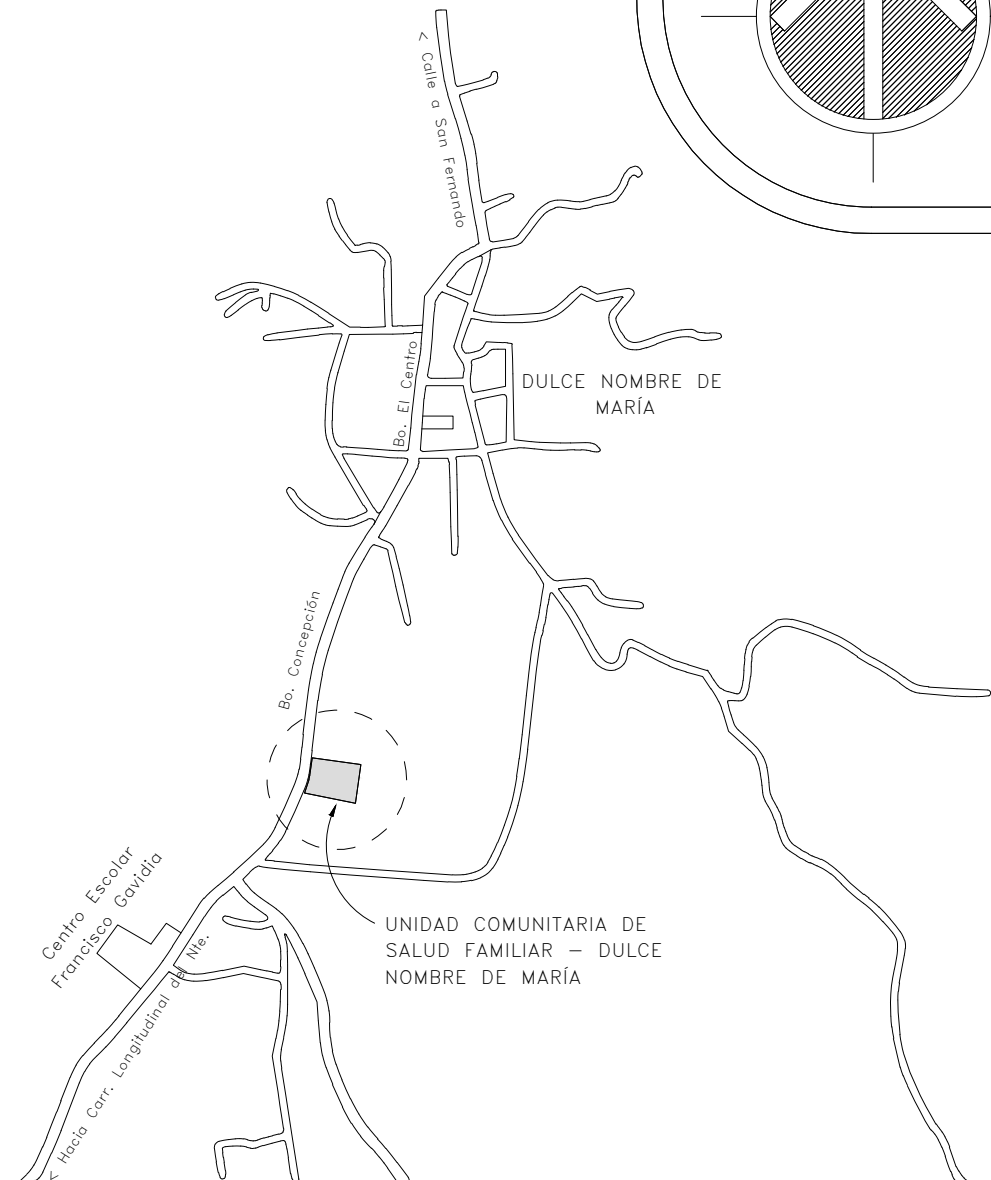 < Calle a San Fernando
Bo. El Centro
DULCE NOMBRE DE
MARÍA
Bo. Concepción
Centro Escolar
Francisco Gavidia
UNIDAD COMUNITARIA DE
SALUD FAMILIAR – DULCE
NOMBRE DE MARÍA
< Hacia Carr. Longitudinal del Nte.